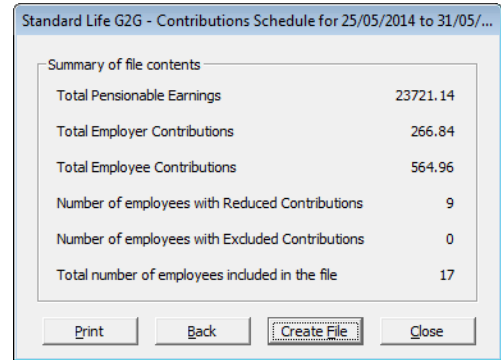 Standard Life G2G - Contributions Schedule for 25/05/2014 to 31/05/...
Summary of file contents
Total Pensionable Earnings 23721.14
Total Employer Contributions 266.84
Total Employee Contributions 564.96
Number of employees with Reduced Contributions 9
Number of employees with Excluded Contributions 0
Total number of employees included in the file 17
Print Back Create File Close